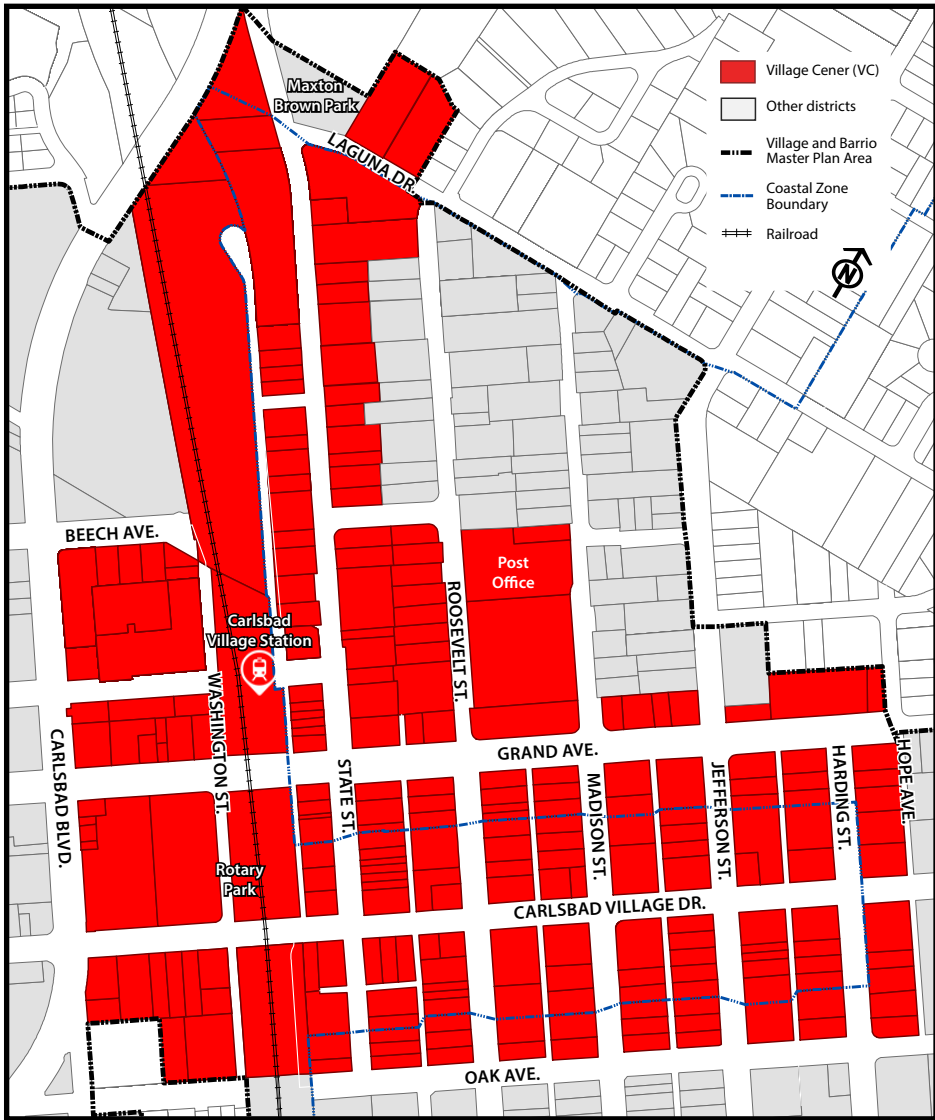 Maxton
Brown Park
LAGUNA DR.
Village Cener (VC)
Other districts
Village and Barrio
Master Plan Area
Coastal Zone
Boundary
Railroad
N
BEECH AVE.
Post
Office
ROOSEVELT ST.
Carlsbad
Village Station
WASHINGTON ST.
CARLSBAD BLVD.
STATE ST.
GRAND AVE.
MADISON ST.
JEFFERSON ST.
HARDING ST.
HOPE AVE.
Rotary
Park
CARLSBAD VILLAGE DR.
OAK AVE.